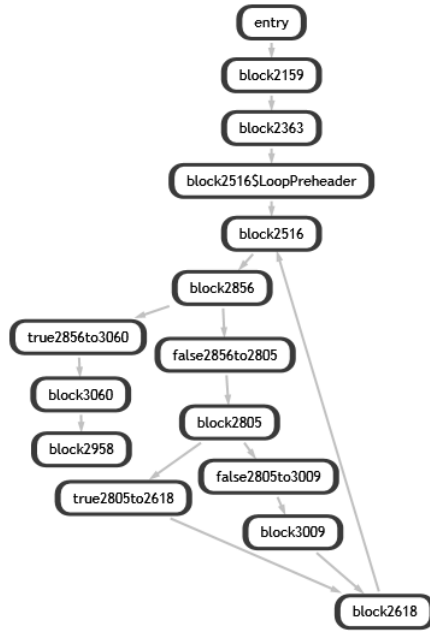 entry
block2159
block2363
block2516$LoopPreheader
block2516
block2856
true2856to3060
false2856to2805
block3060
block2805
block2958
false2805to3009
true2805to2618
block3009
block2618